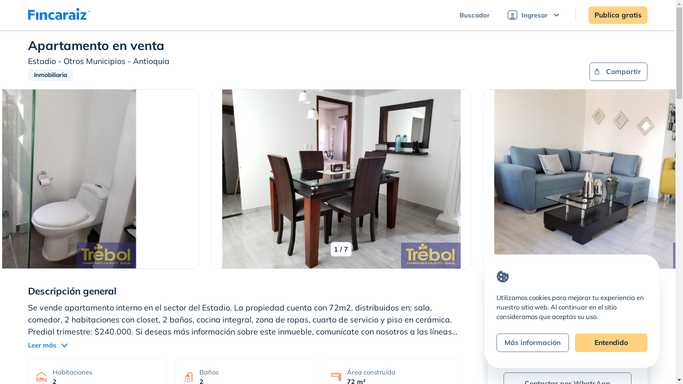 Fincaraiz
Buscador
Ingresar
Publica gratis
Apartamento en venta
Estadio - Otros Municipios - Antioquia
Inmobiliaria
Compartir
Trébol
1 / 7
Trébol
Descripción general
Se vende apartamento interno en el sector del Estadio. La propiedad cuenta con 72m2, distribuidos en: sala,
comedor, 2 habitaciones con closet, 2 baños, cocina integral, zona de ropas, cuarto de servicio y piso en cerámica.
Predial trimestre: $240.000. Si deseas más información sobre este inmueble, comunícate con nosotros a las líneas...
Leer más
Habitaciones
2
Baños
2
Área construida
72 m²
Utilizamos cookies para mejorar tu experiencia en
nuestro sitio web. Al continuar en el sitio
consideramos que aceptas su uso.
Más información
Entendido
Contactar por WhatsApp